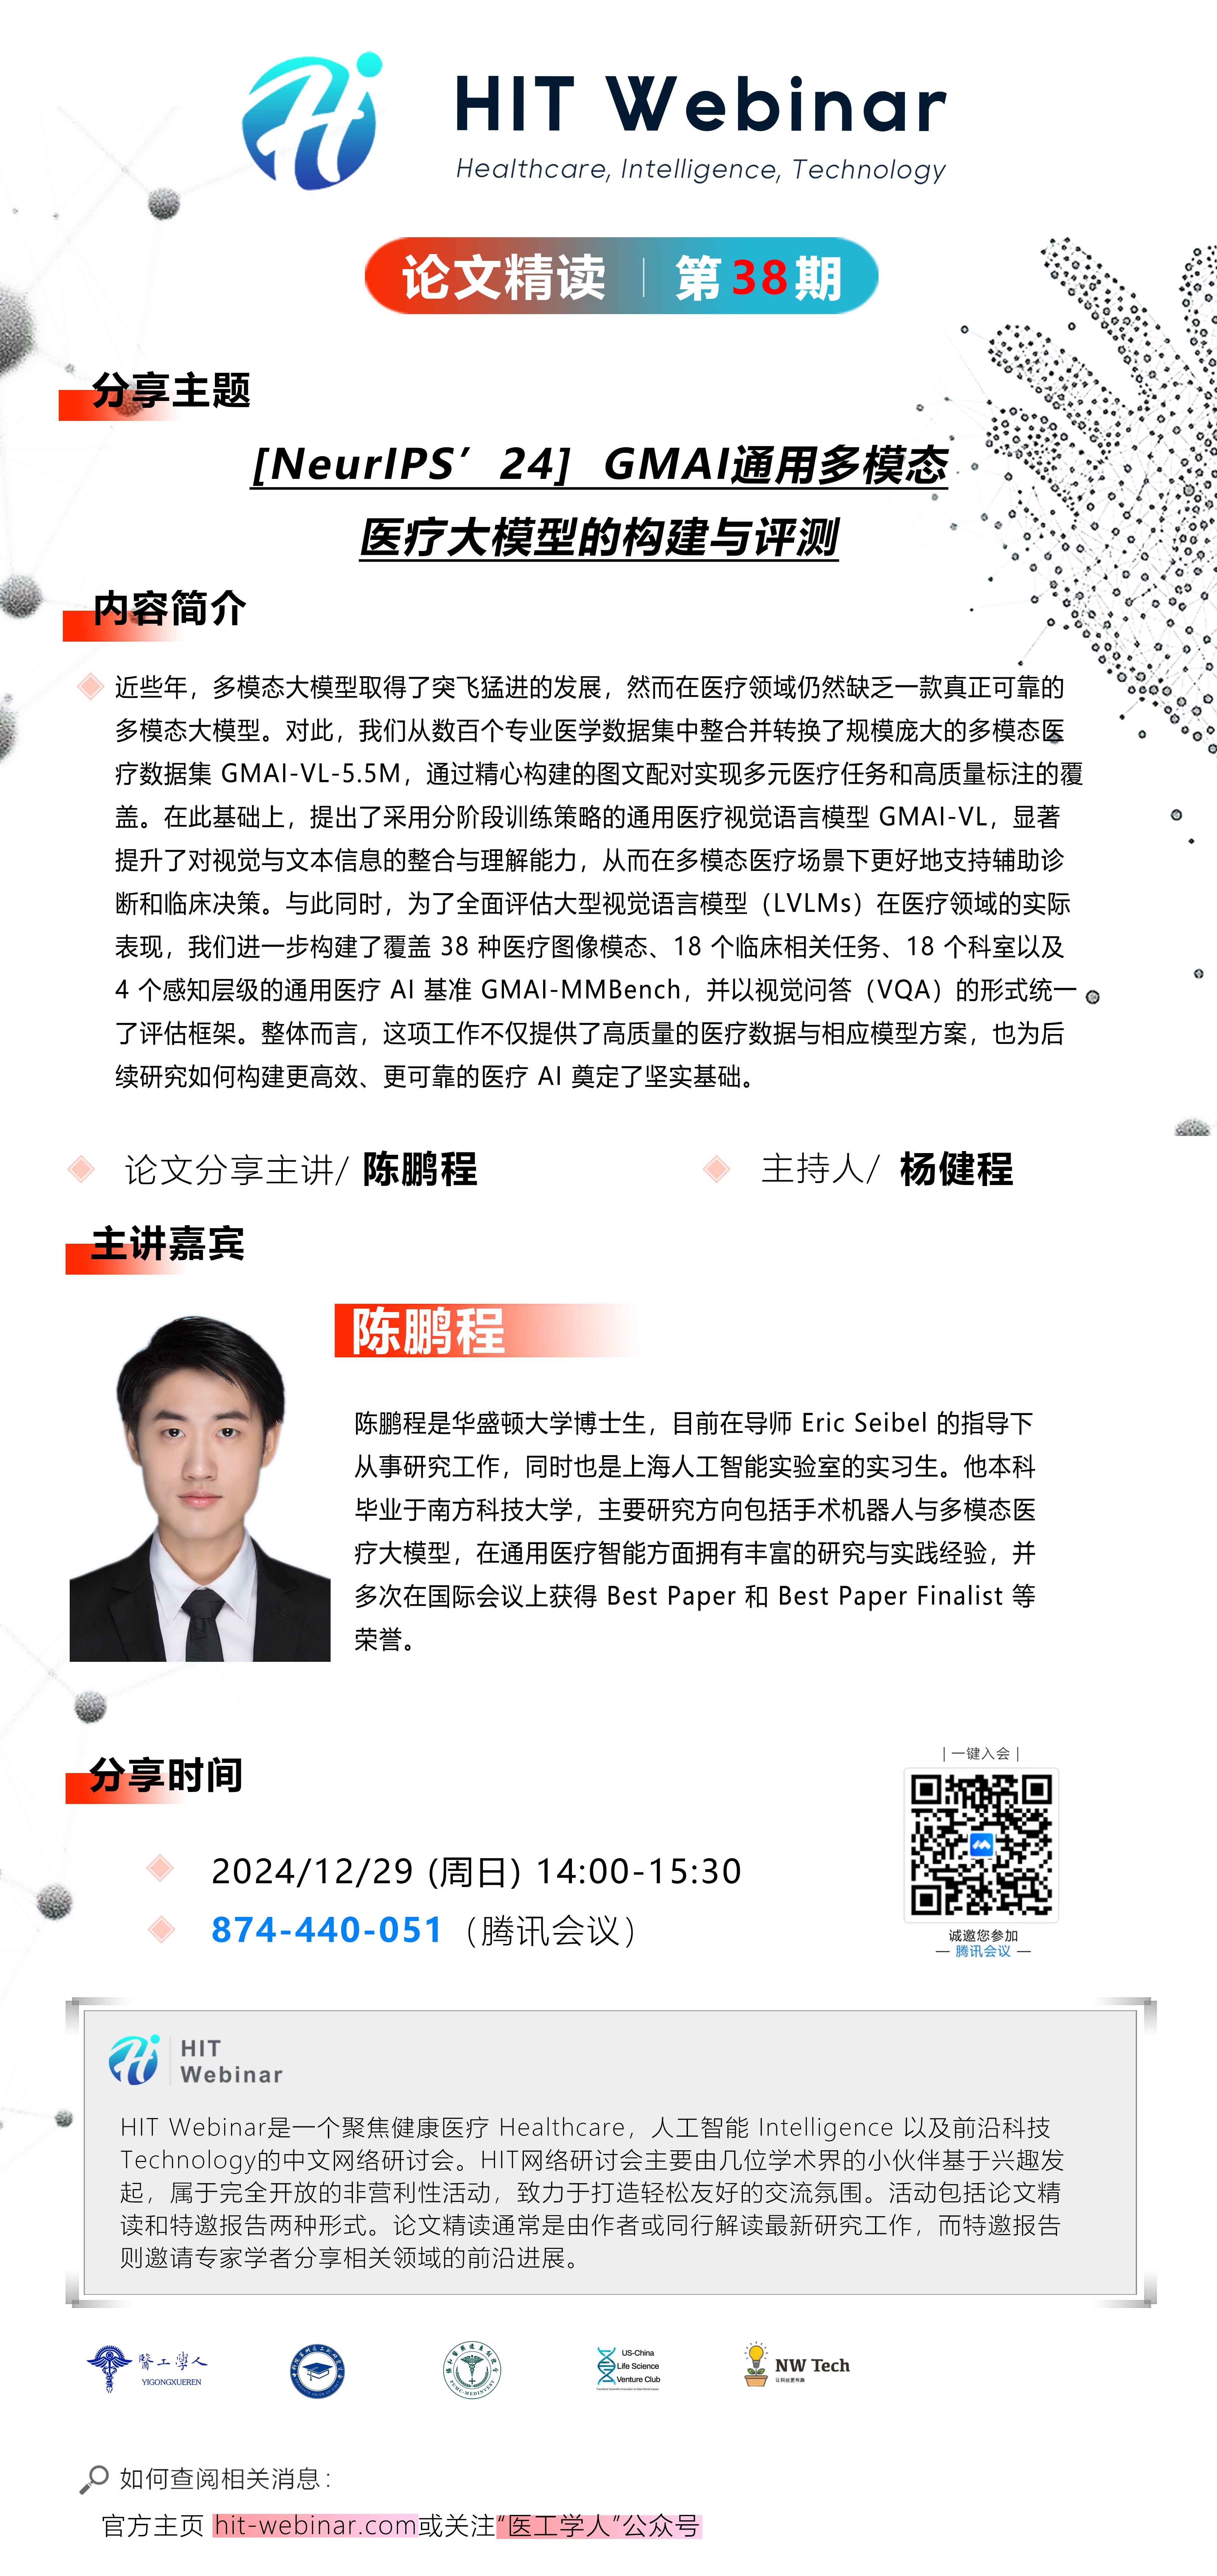 HIT Webinar
Healthcare, Intelligence, Technology
论文精读 | 第38期
分享主题
[NeurIPS’24] GMAI通用多模态
医疗大模型的构建与评测
内容简介
近些年，多模态大模型取得了突飞猛进的发展，然而在医疗领域仍然缺乏一款真正可靠的
多模态大模型。对此，我们从数百个专业医学数据集中整合并转换了规模庞大的多模态医
疗数据集 GMAI-VL-5.5M，通过精心构建的图文配对实现多元医疗任务和高质量标注的覆
盖。在此基础上，提出了采用分阶段训练策略的通用医疗视觉语言模型 GMAI-VL，显著
提升了对视觉与文本信息的整合与理解能力，从而在多模态医疗场景下更好地支持辅助诊
断和临床决策。与此同时，为了全面评估大型视觉语言模型（LVLMs）在医疗领域的实际
表现，我们进一步构建了覆盖 38 种医疗图像模态、18 个临床相关任务、18 个科室以及
4 个感知层级的通用医疗 AI 基准 GMAI-MMBench，并以视觉问答（VQA）的形式统一
了评估框架。整体而言，这项工作不仅提供了高质量的医疗数据与相应模型方案，也为后
续研究如何构建更高效、更可靠的医疗 AI 奠定了坚实基础。
论文分享主讲/ 陈鹏程
主持人/ 杨健程
主讲嘉宾
陈鹏程
陈鹏程是华盛顿大学博士生，目前在导师 Eric Seibel 的指导下
从事研究工作，同时也是上海人工智能实验室的实习生。他本科
毕业于南方科技大学，主要研究方向包括手术机器人与多模态医
疗大模型，在通用医疗智能方面拥有丰富的研究与实践经验，并
多次在国际会议上获得 Best Paper 和 Best Paper Finalist 等
荣誉。
分享时间
2024/12/29 (周日) 14:00-15:30
874-440-051（腾讯会议）
| 一键入会 |
诚邀您参加
— 腾讯会议 —
HIT
Webinar
HIT Webinar是一个聚焦健康医疗 Healthcare，人工智能 Intelligence 以及前沿科技
Technology的中文网络研讨会。HIT网络研讨会主要由几位学术界的小伙伴基于兴趣发
起，属于完全开放的非营利性活动，致力于打造轻松友好的交流氛围。活动包括论文精
读和特邀报告两种形式。论文精读通常是由作者或同行解读最新研究工作，而特邀报告
则邀请专家学者分享相关领域的前沿进展。
醫工學人
YIGONGXUEREN
US-China
Life Science
Venture Club
NW Tech
让科技更有趣
如何查阅相关消息：
官方主页 hit-webinar.com或关注“医工学人”公众号